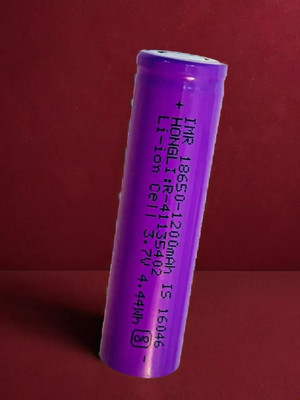 + IMR 18650-1200mAh IS 16046
HONGLI:R-41135402
Li-ion Cell 3.7V 4.44Wh 8 -